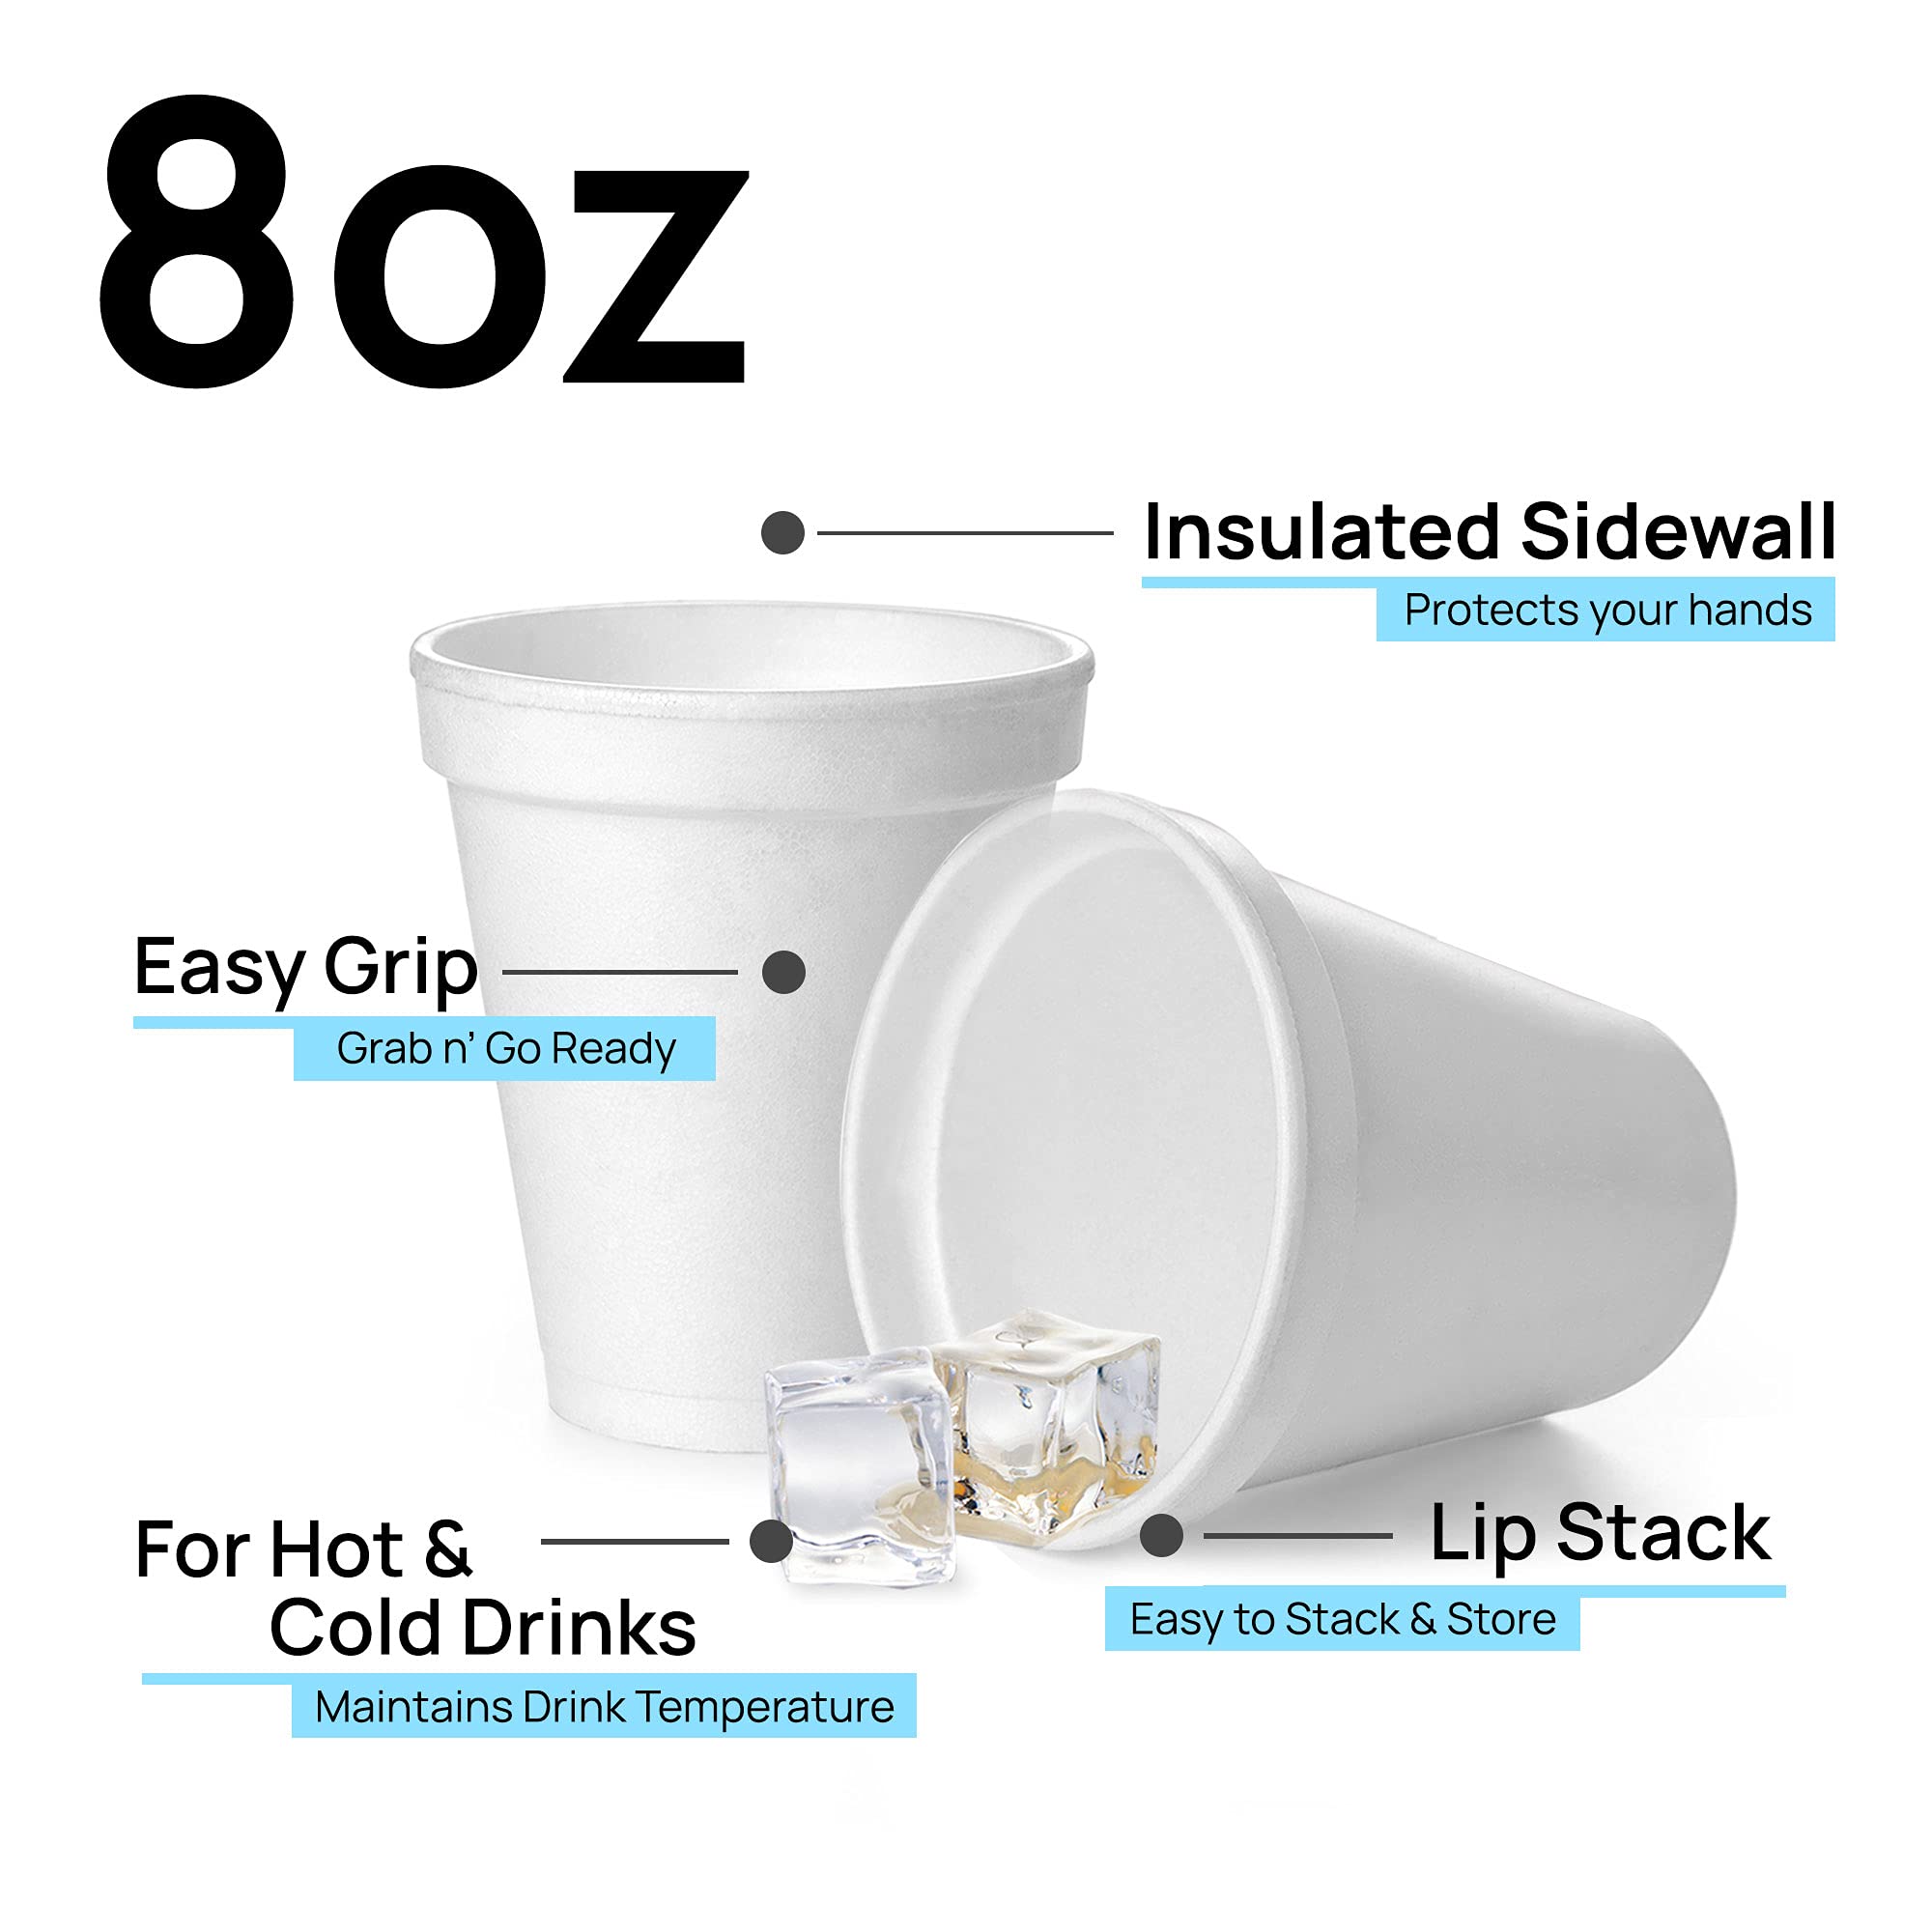 8oz
Insulated Sidewall
Protects your hands
Easy Grip
Grab n’ Go Ready
For Hot &
Cold Drinks
Maintains Drink Temperature
Lip Stack
Easy to Stack & Store